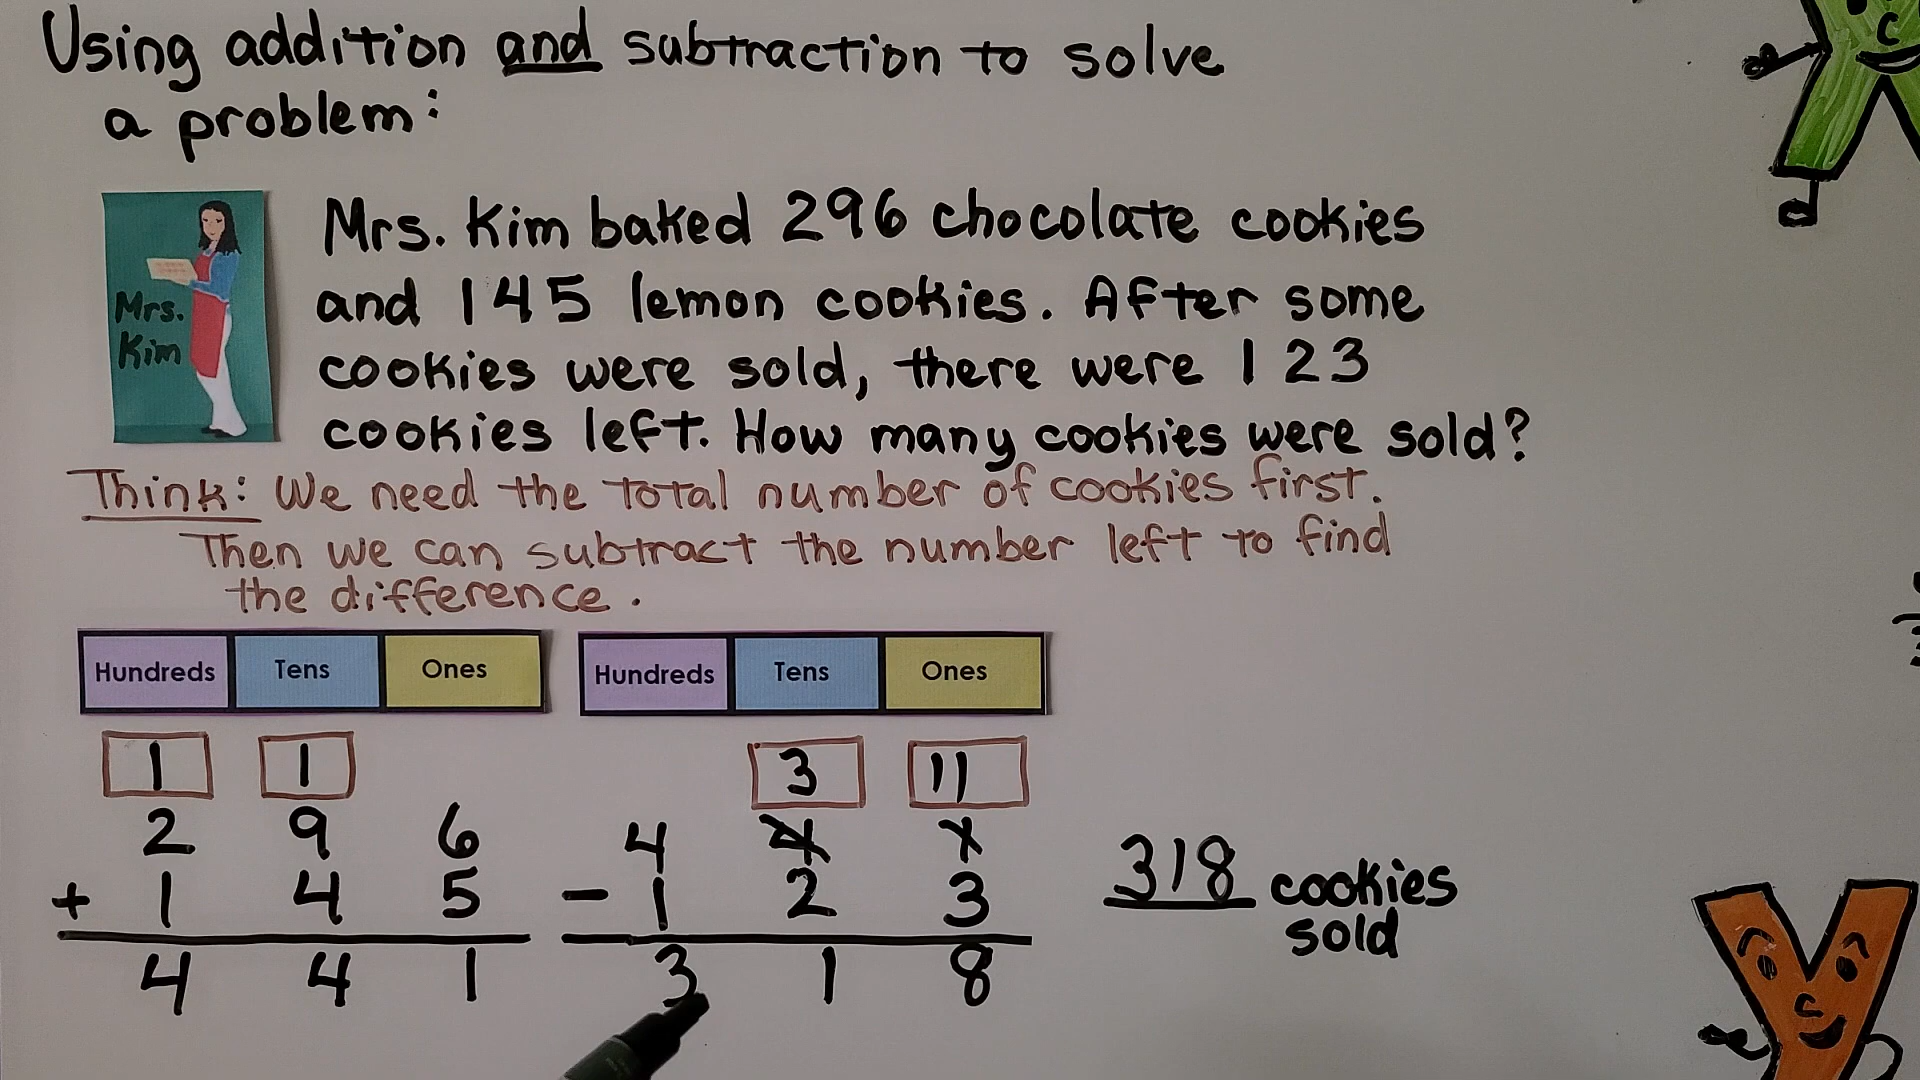 Using addition and subtraction to solve
a problem:
Mrs. Kim baked 296 chocolate cookies
and 145 lemon cookies. After some
cookies were sold, there were 123
cookies left. How many cookies were sold?
Mrs.
Kim
Think: We need the total number of cookies first.
Then we can subtract the number left to find
the difference.
Hundreds Tens Ones
1 1
2 9 6
+ 1 4 5
4 4 1
Hundreds Tens Ones
3 11
4 4 1
- 1 2 3
3 1 8
318 cookies
sold